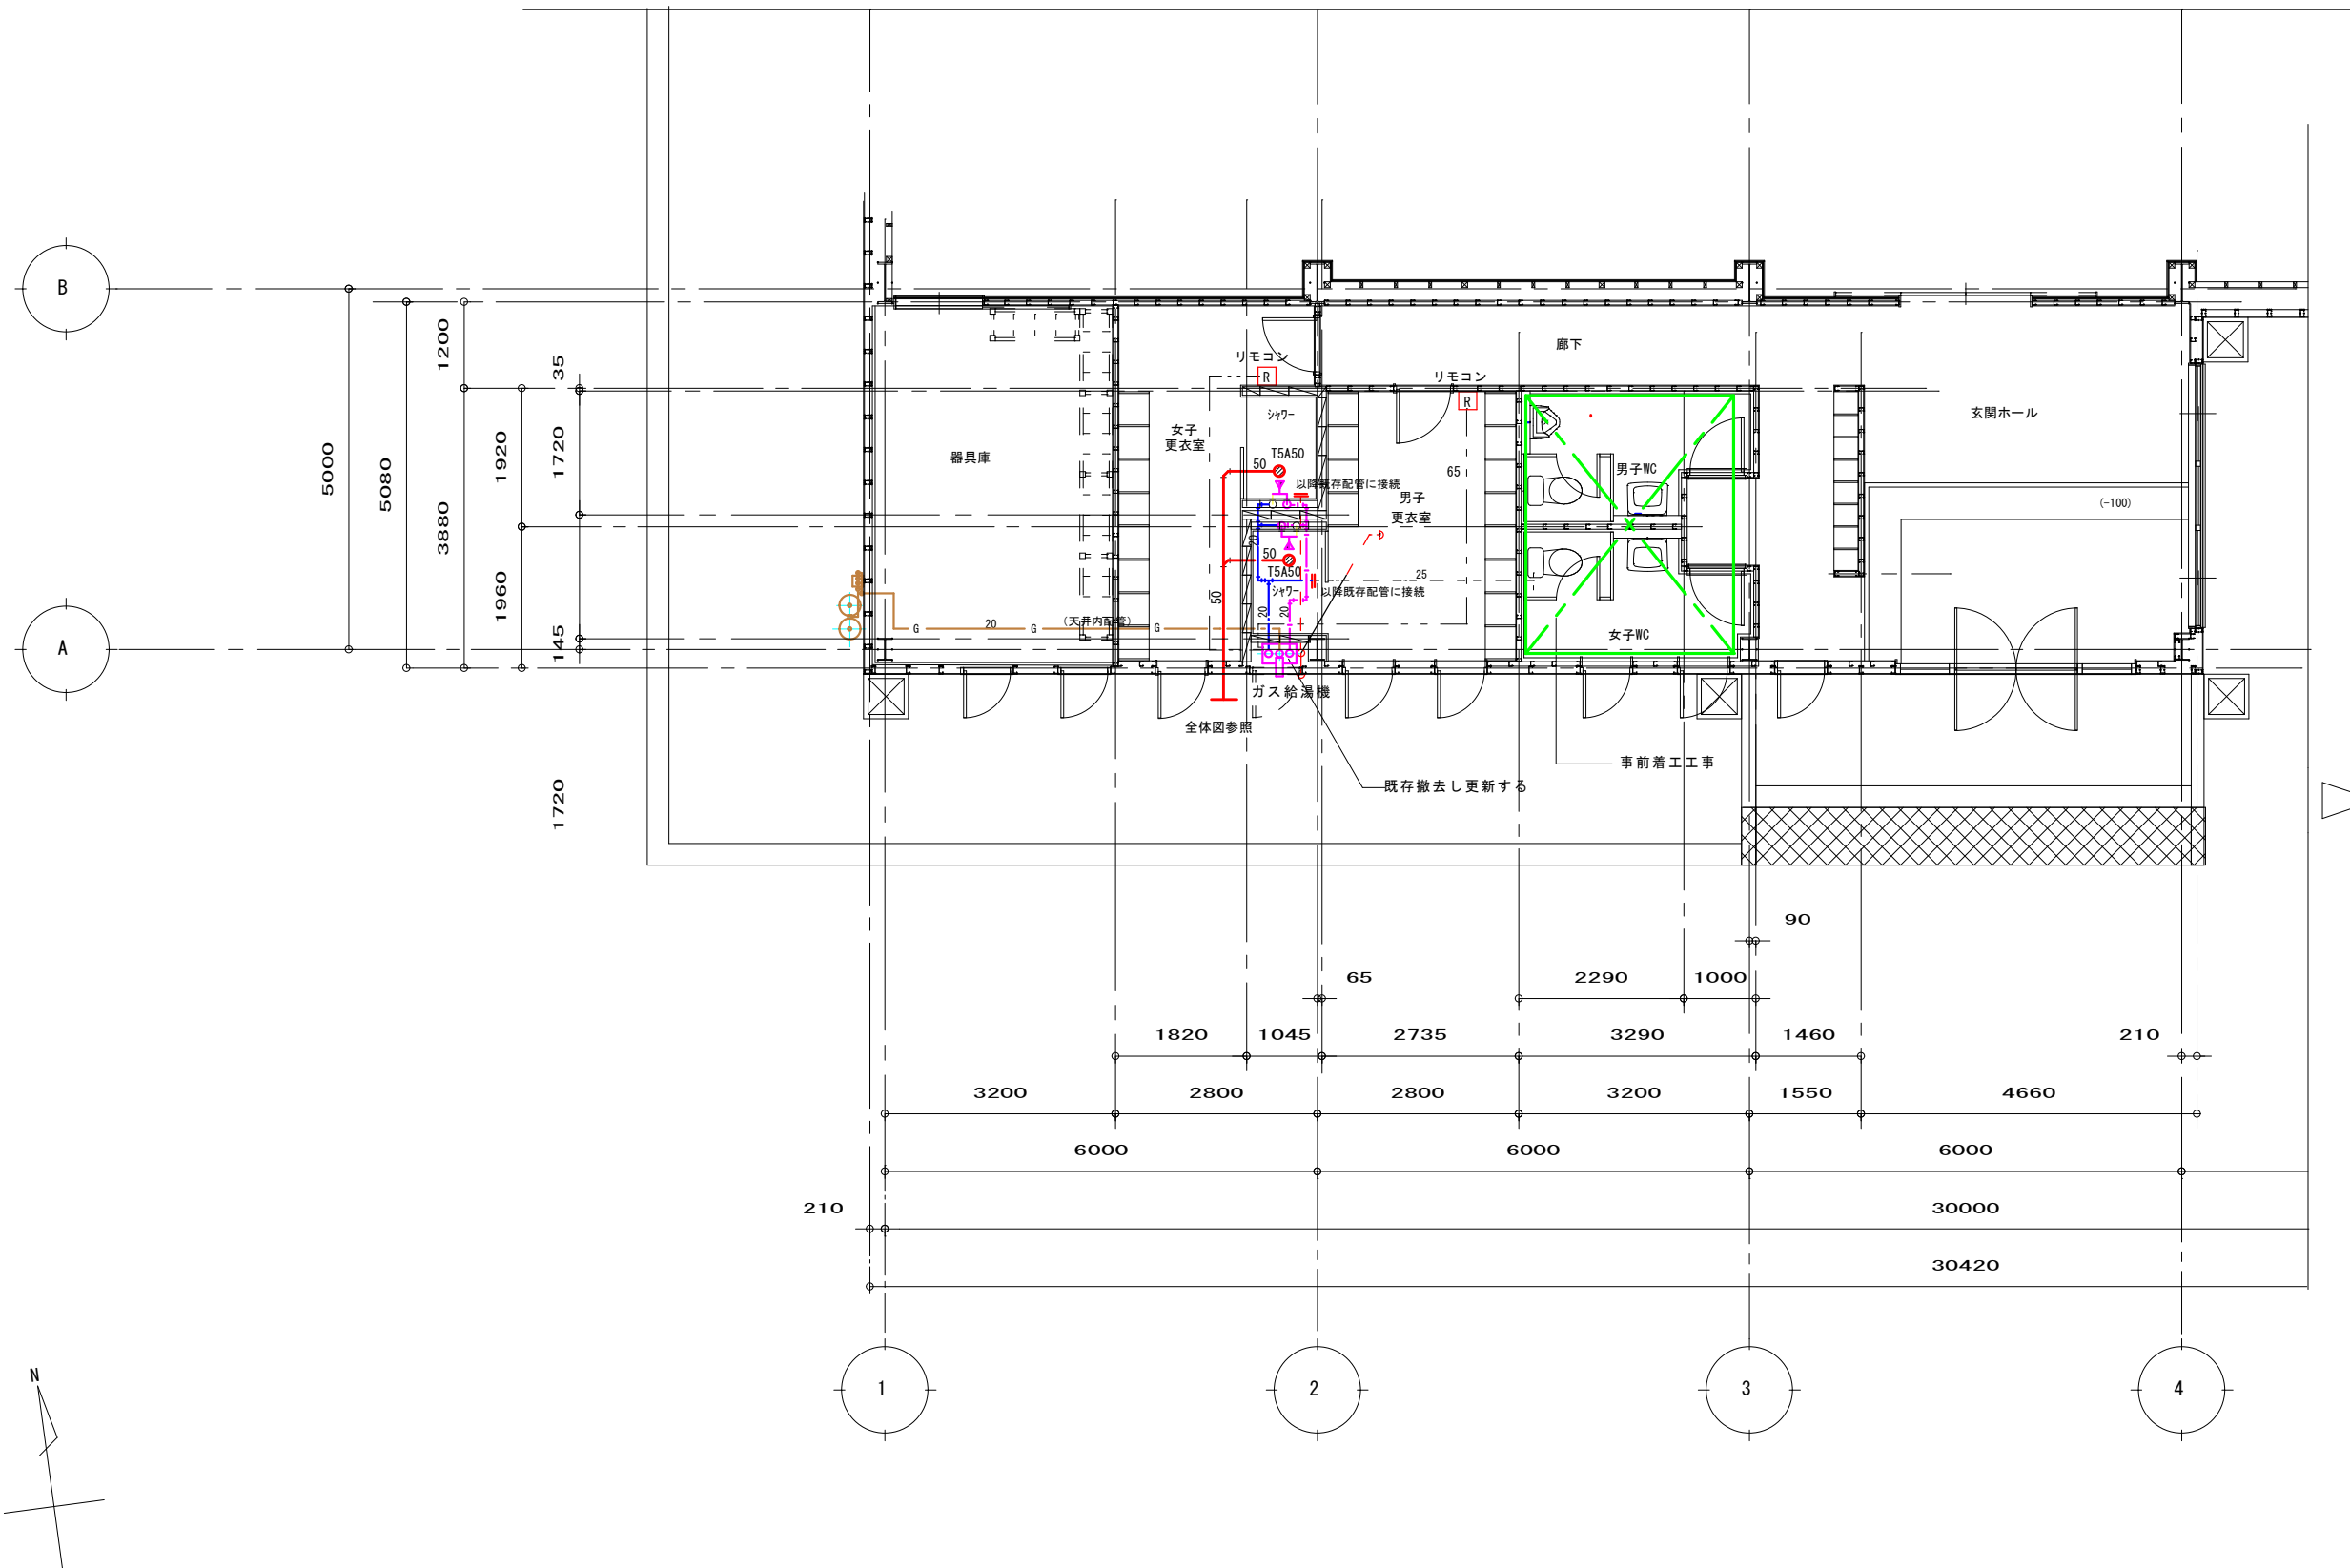 B
A
5000
5080
1200
3880
1920
1960
35
1720
145
1720
リモコン
R
リモコン
R
廊下
玄関ホール
シャワー
女子
更衣室
器具庫
T5A50
50
以降既存配管に接続
65
男子
更衣室
男子WC
(-100)
20
50
T5A50
シャワー
25
以降既存配管に接続
50
20
20
G
20
G
(天井内配管)
G
女子WC
ガス給湯機
全体図参照
事前着工工事
既存撤去し更新する
90
65
2290
1000
1820
1045
2735
3290
1460
210
3200
2800
2800
3200
1550
4660
6000
6000
6000
210
30000
30420
1
2
3
4
N